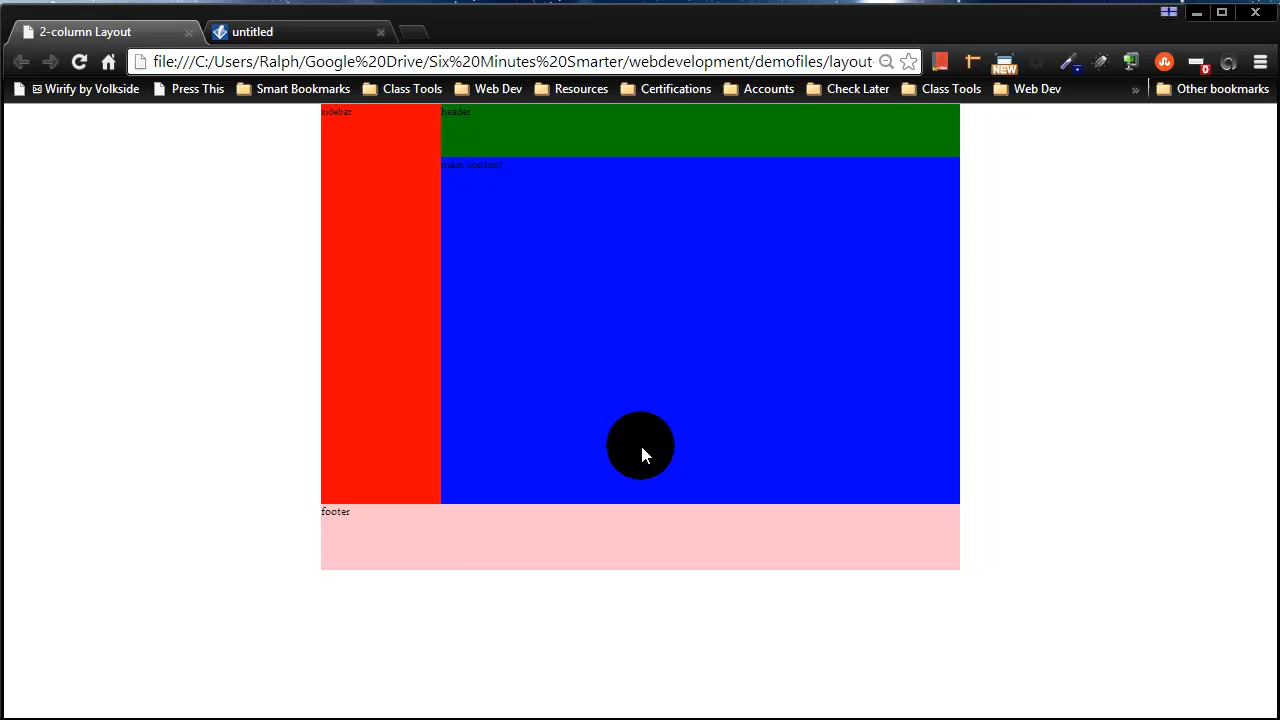 2-column Layout
untitled
file:///C:/Users/Ralph/Google%20Drive/Six%20Minutes%20Smarter/webdevelopment/demofiles/layout
NEW
0
Wirify by Volkside
Press This
Smart Bookmarks
Class Tools
Web Dev
Resources
Certifications
Accounts
Check Later
Class Tools
Web Dev
»
Other bookmarks
sidebar
header
main content
footer